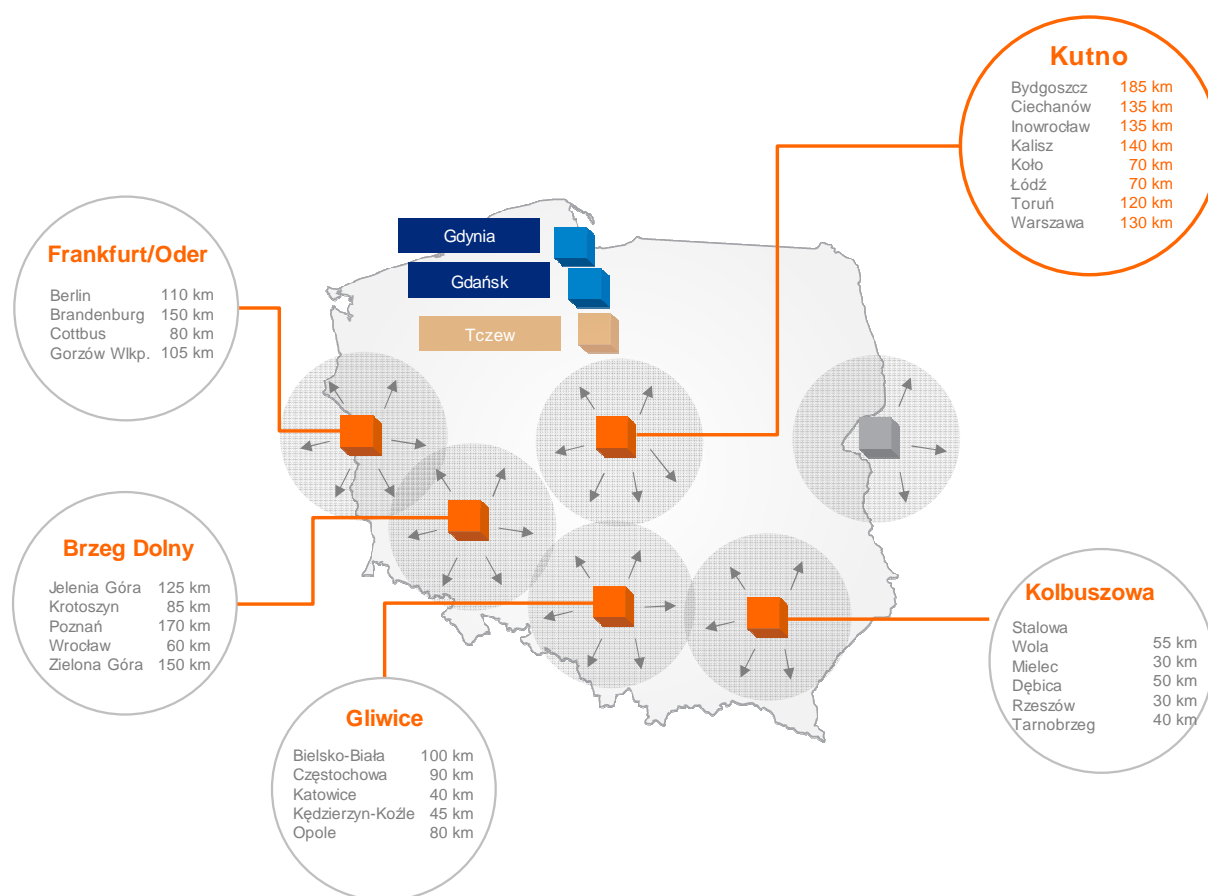 Kutno
Bydgoszcz 185 km
Ciechanów 135 km
Inowrocław 135 km
Kalisz 140 km
Koło 70 km
Łódź 70 km
Toruń 120 km
Warszawa 130 km
Gdynia
Gdańsk
Tczew
Frankfurt/Oder
Berlin 110 km
Brandenburg 150 km
Cottbus 80 km
Gorzów Wlkp. 105 km
Brzeg Dolny
Jelenia Góra 125 km
Krotoszyn 85 km
Poznań 170 km
Wrocław 60 km
Zielona Góra 150 km
Kolbuszowa
Stalowa
Wola 55 km
Mielec 30 km
Dębica 50 km
Rzeszów 30 km
Tarnobrzeg 40 km
Gliwice
Bielsko-Biała 100 km
Częstochowa 90 km
Katowice 40 km
Kędzierzyn-Koźle 45 km
Opole 80 km